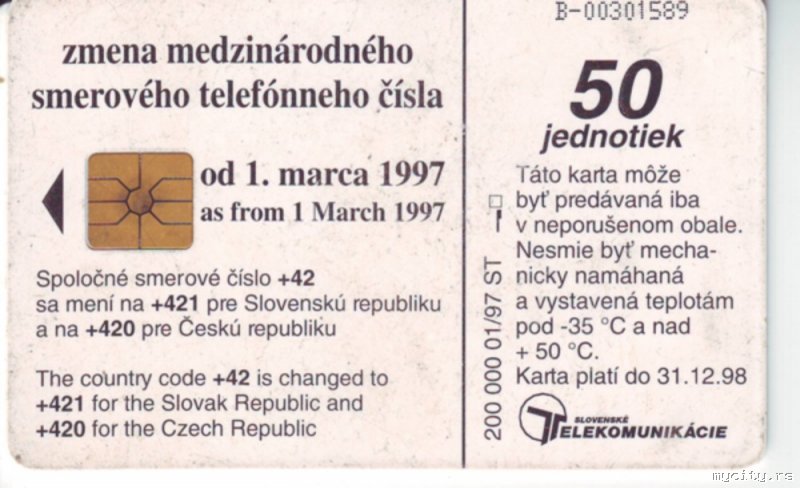 zmena medzinárodného
smerového telefónneho čísla
od 1. marca 1997
as from 1 March 1997
Spoločné smerové číslo +42
sa mení na +421 pre Slovenskú republiku
a na +420 pre Českú republiku
The country code +42 is changed to
+421 for the Slovak Republic and
+420 for the Czech Republic
B-00301589
50
jednotiek
Táto karta môže
byť predávaná iba
v neporušenom obale.
Nesmie byť mecha-
nicky namáhaná
a vystavená teplotám
pod -35 °C a nad
+ 50 °C.
Karta platí do 31.12.98
200 000 01/97 ST
SLOVENSKÉ
TELEKOMUNIKÁCIE
mycity.rs